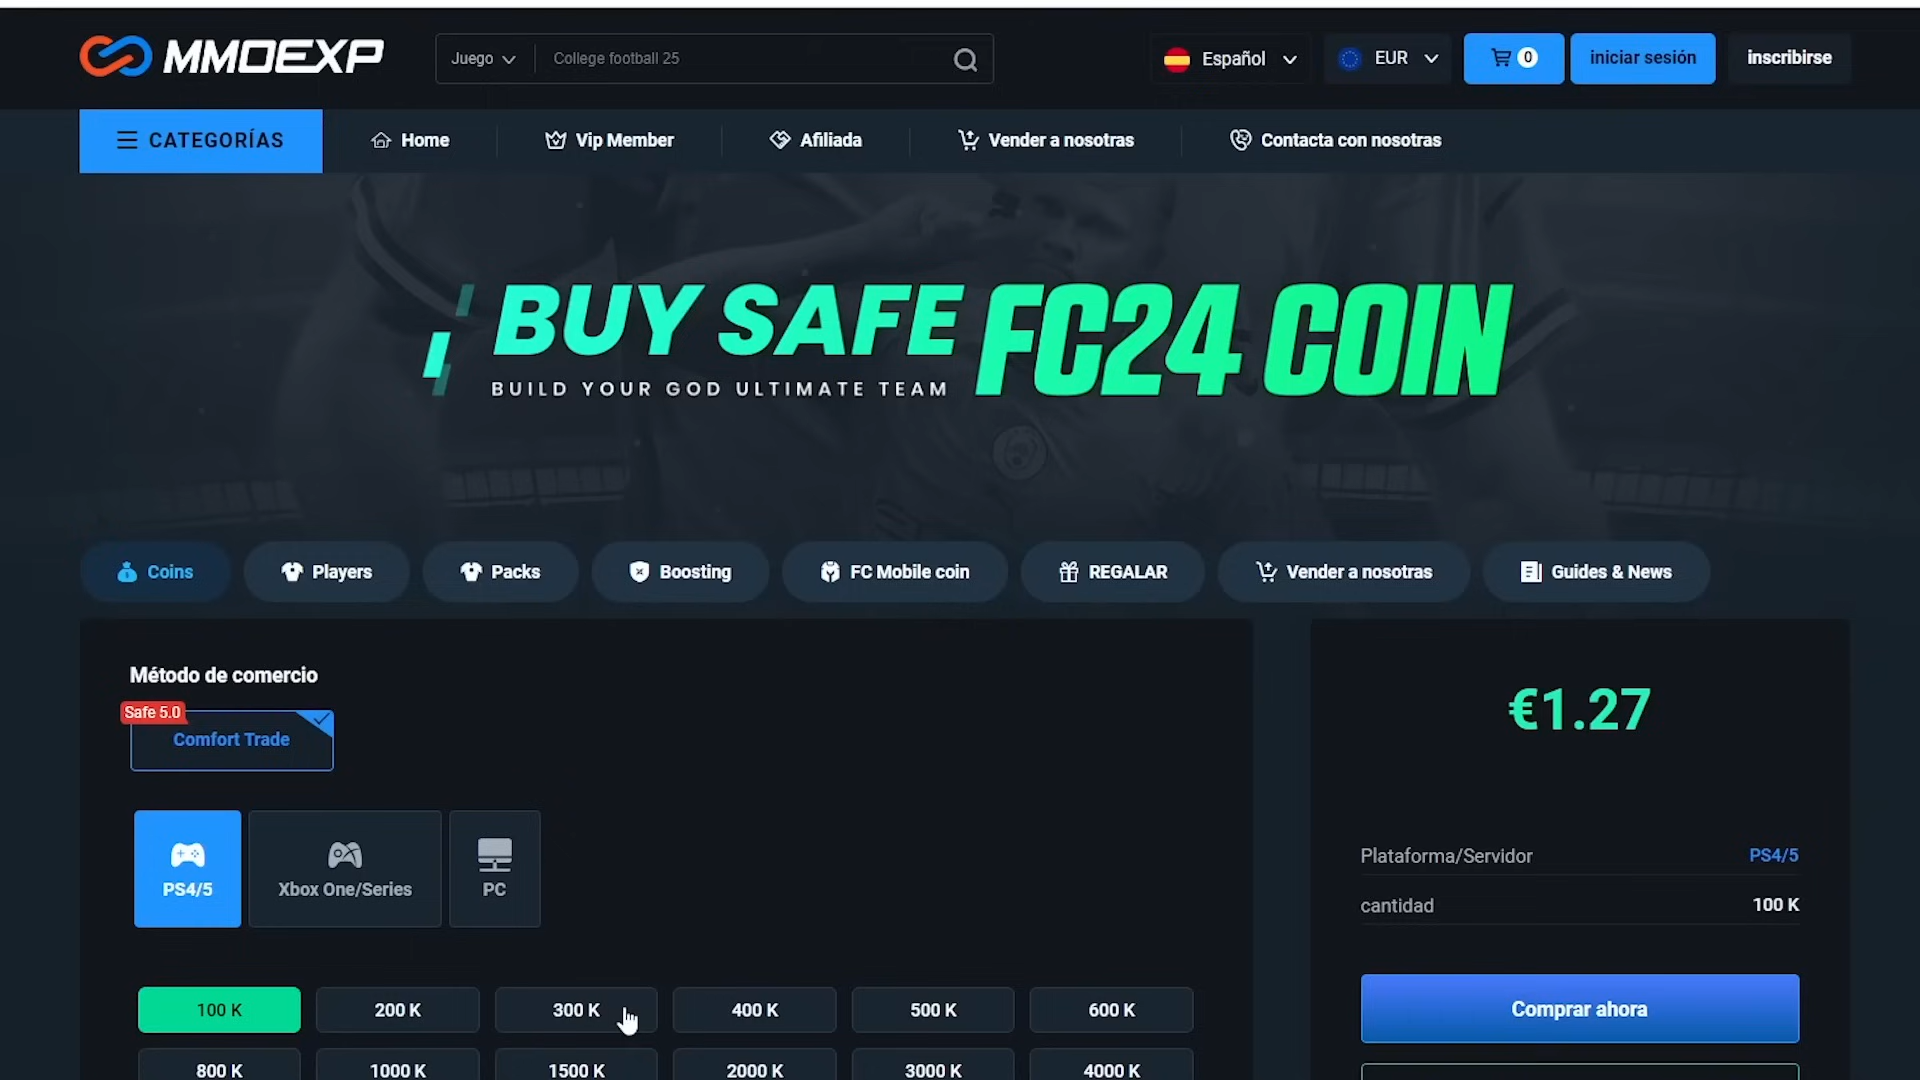 MMOEXP
Juego
College football 25
Español
EUR
0
iniciar sesión
inscribirse
CATEGORÍAS
Home
Vip Member
Afiliada
Vender a nosotras
Contacta con nosotras
BUY SAFE FC24 COIN
BUILD YOUR GOD ULTIMATE TEAM
Coins
Players
Packs
Boosting
FC Mobile coin
REGALAR
Vender a nosotras
Guides & News
Método de comercio
Safe 5.0
Comfort Trade
PS4/5
Xbox One/Series
PC
100 K
200 K
300 K
400 K
500 K
600 K
800 K
1000 K
1500 K
2000 K
3000 K
4000 K
€1.27
Plataforma/Servidor PS4/5
cantidad 100 K
Comprar ahora